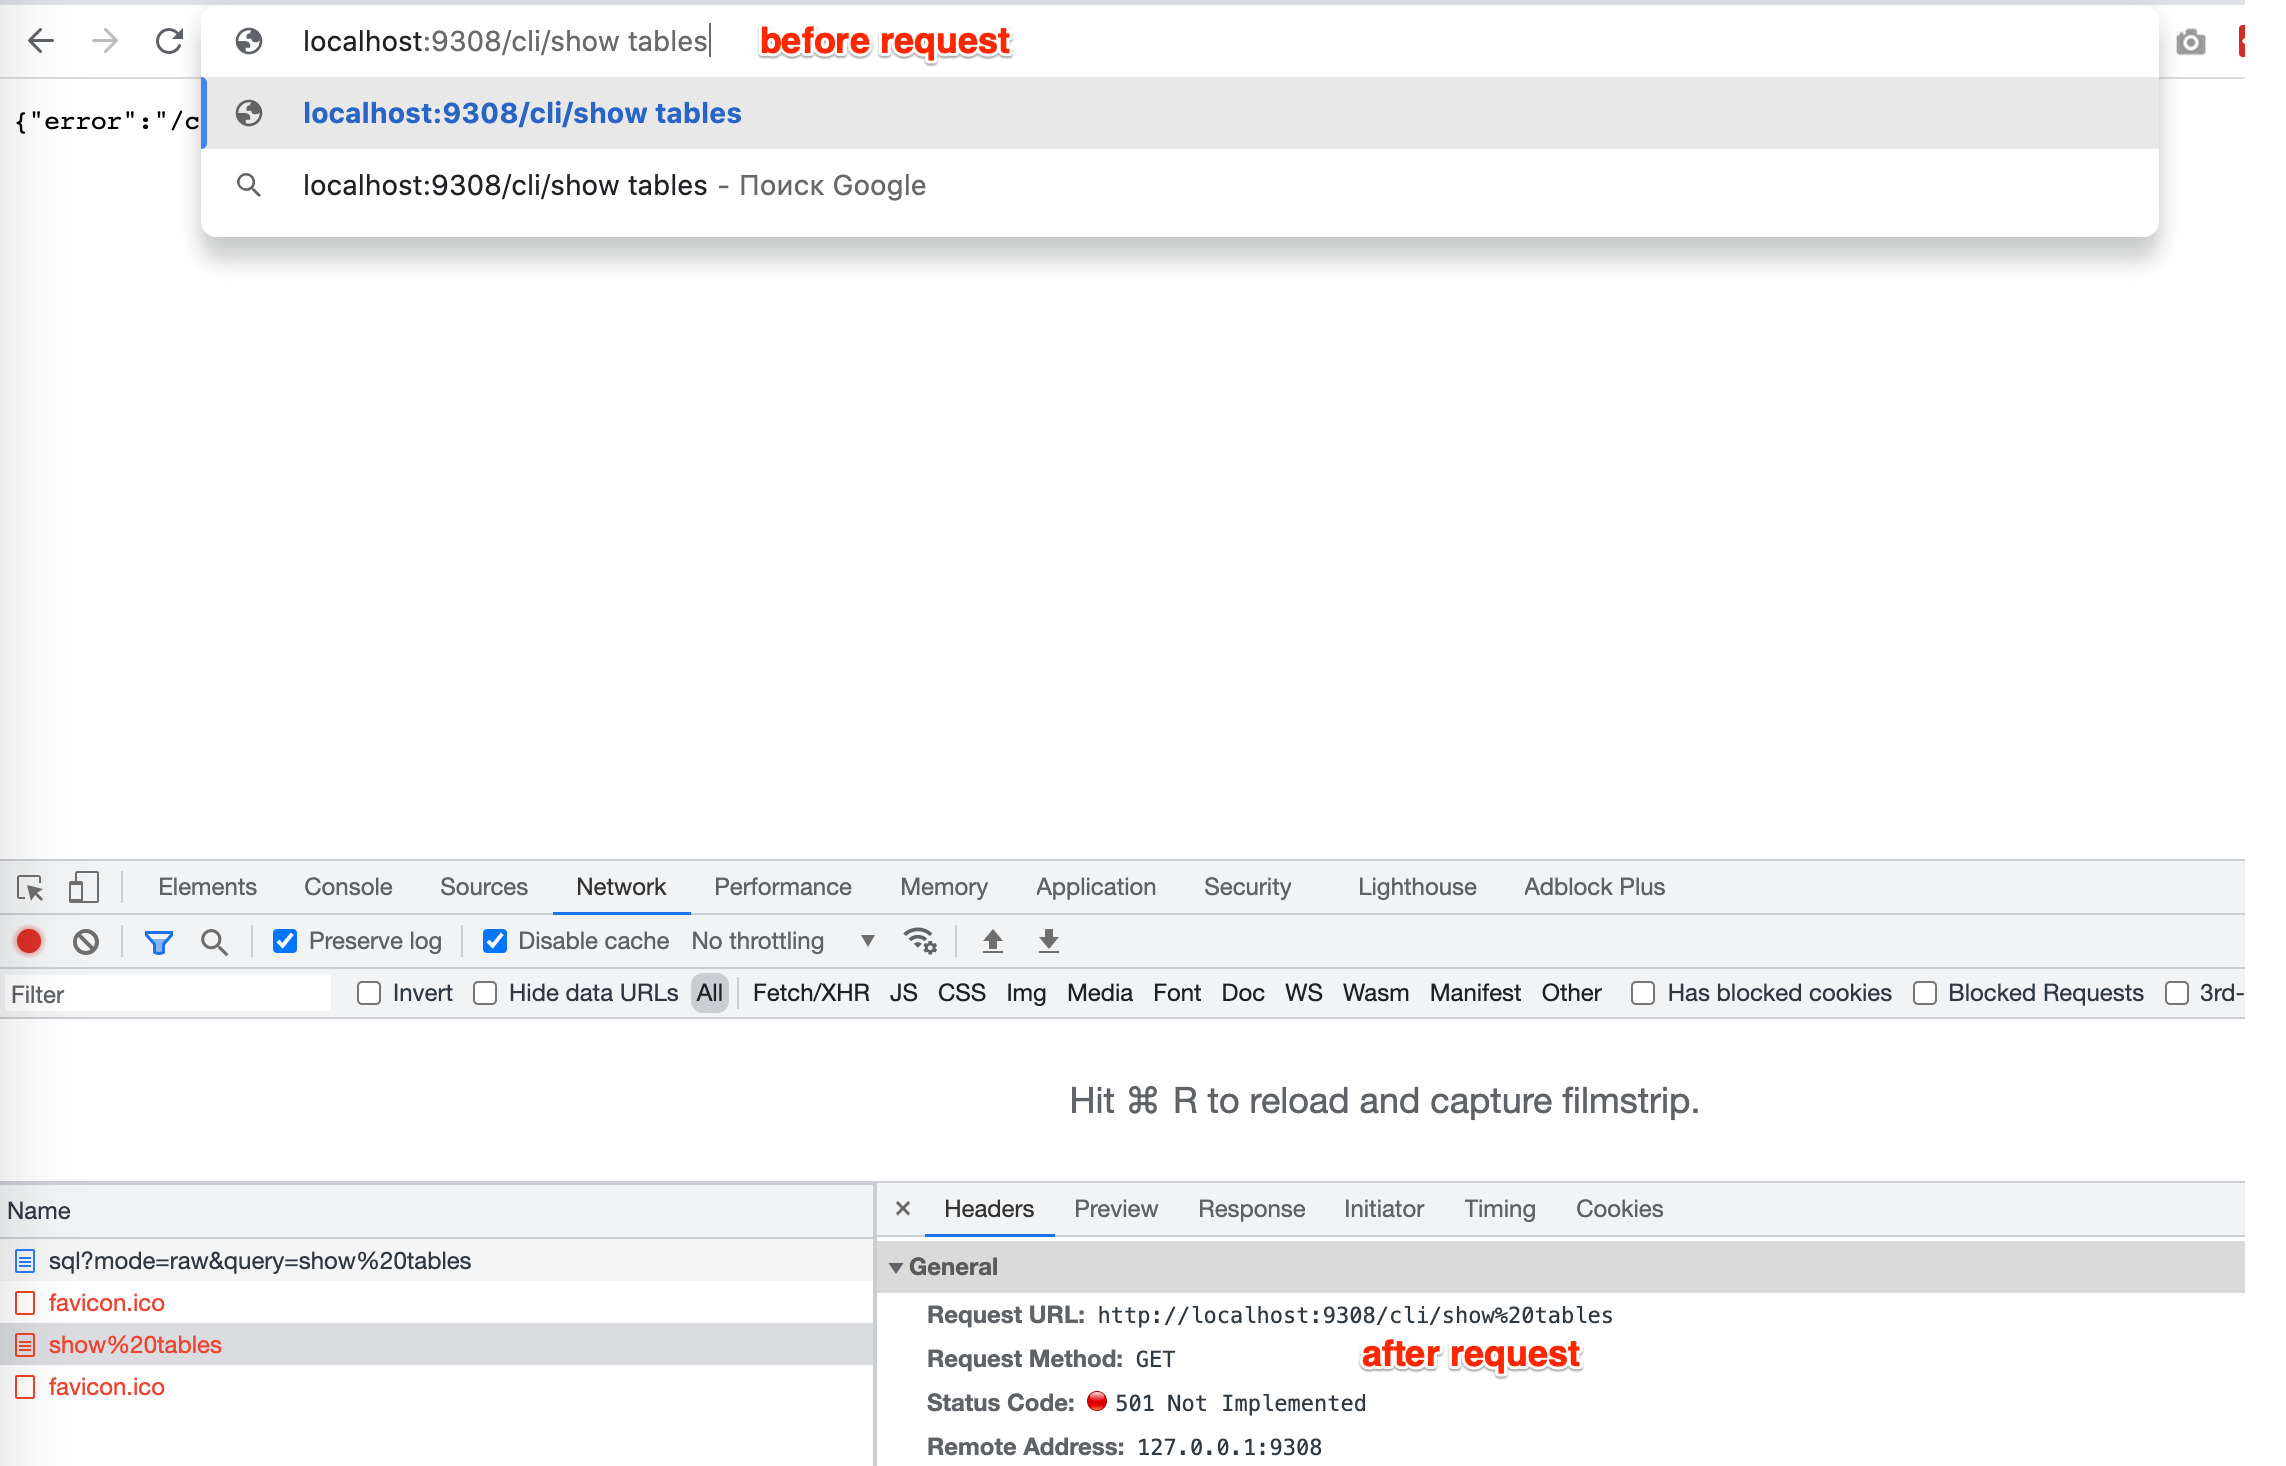 localhost:9308/cli/show tables before request
localhost:9308/cli/show tables
{"error":"/c
localhost:9308/cli/show tables - Поиск Google
Elements Console Sources Network Performance Memory Application Security Lighthouse Adblock Plus
Preserve log Disable cache No throttling
Filter Invert Hide data URLs All Fetch/XHR JS CSS Img Media Font Doc WS Wasm Manifest Other Has blocked cookies Blocked Requests 3rd-
Hit ⌘ R to reload and capture filmstrip.
Name
sql?mode=raw&query=show%20tables
favicon.ico
show%20tables
favicon.ico
× Headers Preview Response Initiator Timing Cookies
General
Request URL: http://localhost:9308/cli/show%20tables
Request Method: GET after request
Status Code: 501 Not Implemented
Remote Address: 127.0.0.1:9308